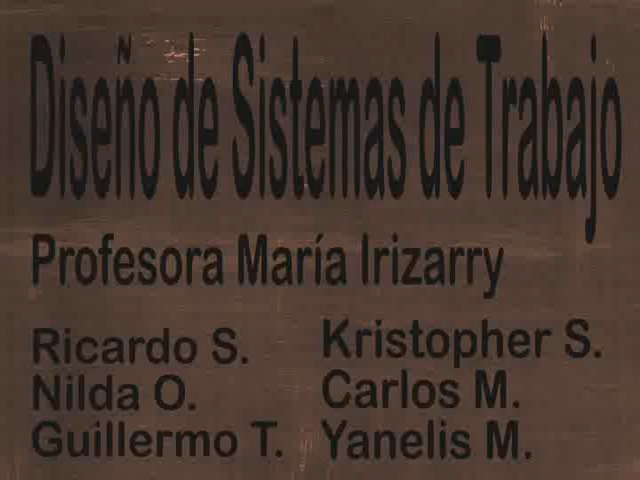 Diseño de Sistemas de Trabajo
Profesora María Irizarry
Ricardo S.
Nilda O.
Guillermo T.
Kristopher S.
Carlos M.
Yanelis M.